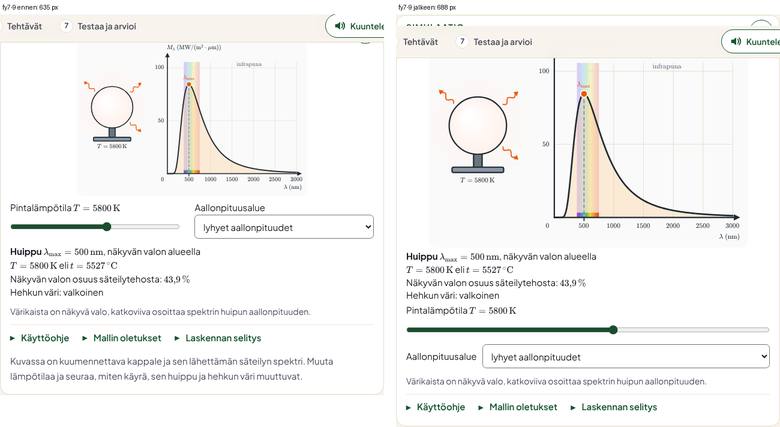 fy7-9 ennen: 635 px
Tehtävät 7 Testaa ja arvioi Kuuntele
M_λ (MW/(m² · μm))
infrapuna
100
λ_max
50
T = 5800 K
0 500 1000 1500 2000 2500 3000
λ (nm)
Pintalämpötila T = 5800 K
Aallonpituusalue
lyhyet aallonpituudet
Huippu λ_max = 500 nm, näkyvän valon alueella
T = 5800 K eli t = 5527 °C
Näkyvän valon osuus säteilytehosta: 43,9 %
Hehkun väri: valkoinen
Värikaista on näkyvä valo, katkoviiva osoittaa spektrin huipun aallonpituuden.
▸ Käyttöohje ▸ Mallin oletukset ▸ Laskennan selitys
Kuvassa on kuumennettava kappale ja sen lähettämän säteilyn spektri. Muuta
lämpötilaa ja seuraa, miten käyrä, sen huippu ja hehkun väri muuttuvat.
fy7-9 jalkeen: 688 px
Tehtävät 7 Testaa ja arvioi Kuuntele
infrapuna
100
λ_max
50
T = 5800 K
0 500 1000 1500 2000 2500 3000
λ (nm)
Huippu λ_max = 500 nm, näkyvän valon alueella
T = 5800 K eli t = 5527 °C
Näkyvän valon osuus säteilytehosta: 43,9 %
Hehkun väri: valkoinen
Pintalämpötila T = 5800 K
Aallonpituusalue lyhyet aallonpituudet
Värikaista on näkyvä valo, katkoviiva osoittaa spektrin huipun aallonpituuden.
▸ Käyttöohje ▸ Mallin oletukset ▸ Laskennan selitys